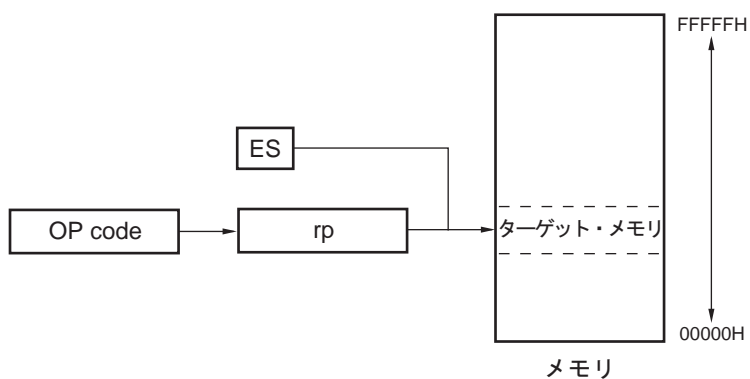 FFFFFH
ES
OP code
rp
ターゲット・メモリ
00000H
メモリ